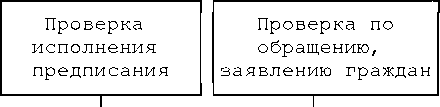 Проверка
исполнения
предписания
Проверка по
обращению,
заявлению граждан